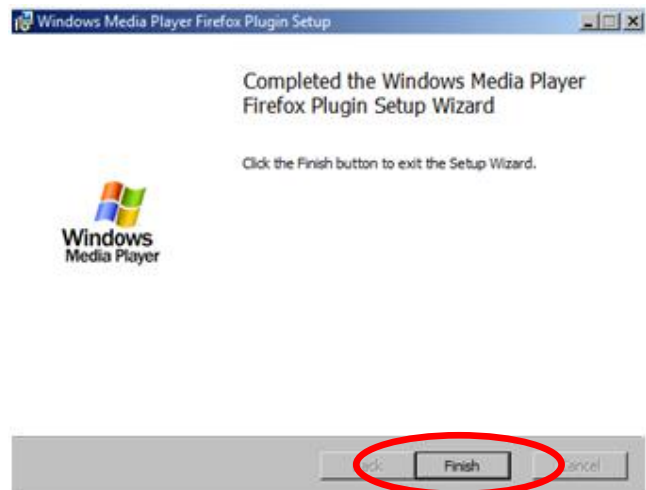 Windows Media Player Firefox Plugin Setup
Completed the Windows Media Player
Firefox Plugin Setup Wizard
Click the Finish button to exit the Setup Wizard.
Windows
Media Player
Finish